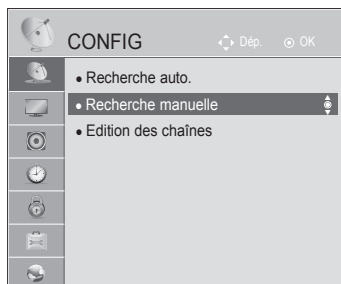 CONFIG Dép. OK
• Recherche auto.
• Recherche manuelle
• Edition des chaînes